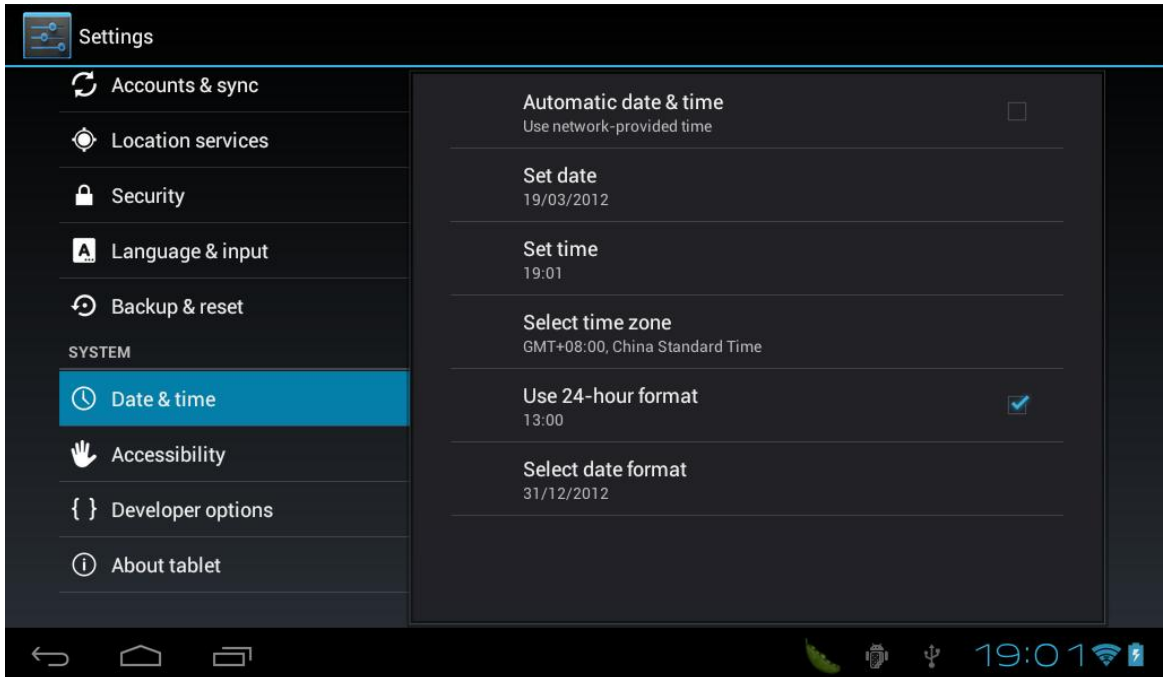 Settings
Accounts & sync
Location services
Security
Language & input
Backup & reset
SYSTEM
Date & time
Accessibility
{ } Developer options
About tablet
Automatic date & time
Use network-provided time
Set date
19/03/2012
Set time
19:01
Select time zone
GMT+08:00, China Standard Time
Use 24-hour format
13:00
Select date format
31/12/2012
19:01